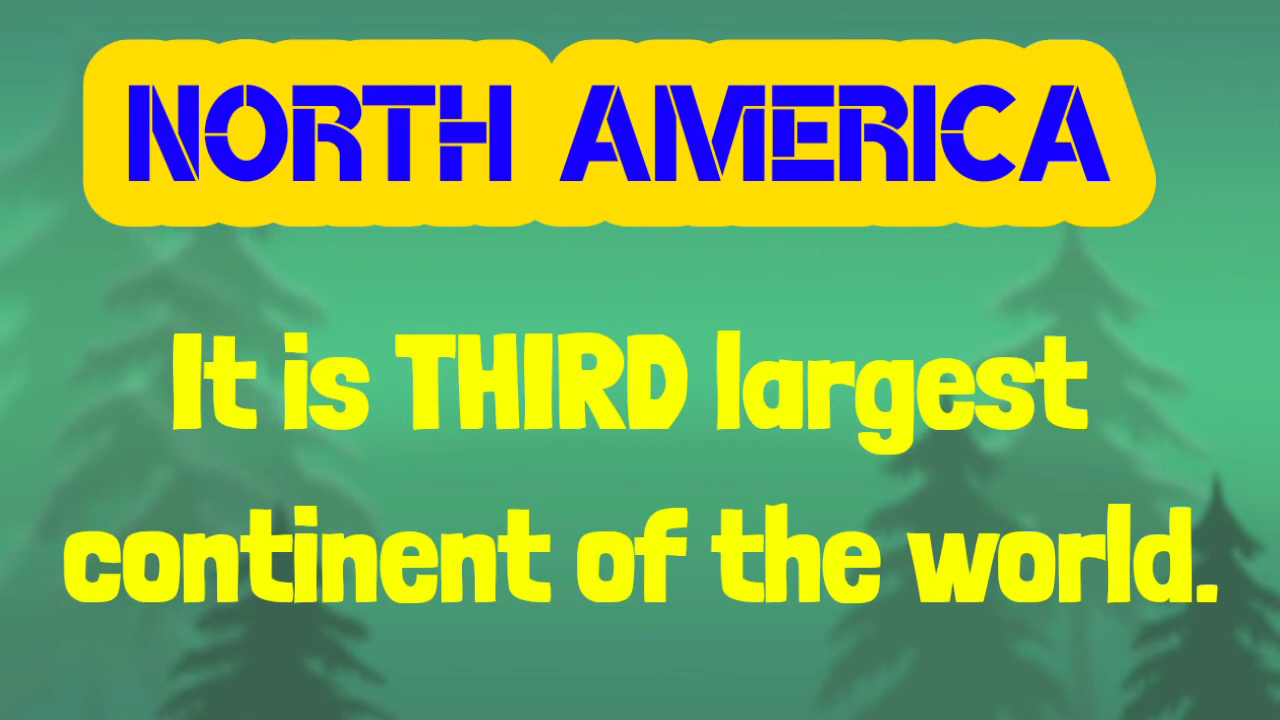 NORTH AMERICA
It is THIRD largest
continent of the world.